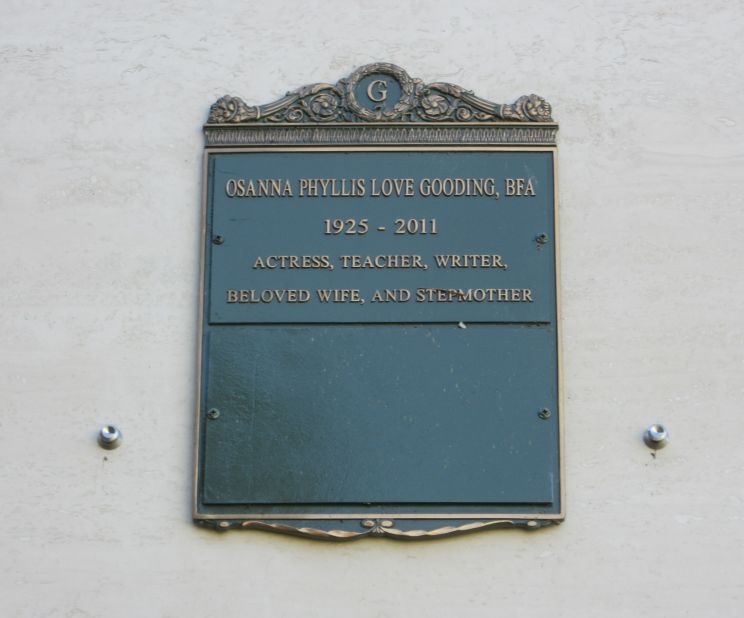 G
OSANNA PHYLLIS LOVE GOODING, BFA
1925 - 2011
ACTRESS, TEACHER, WRITER,
BELOVED WIFE, AND STEPMOTHER